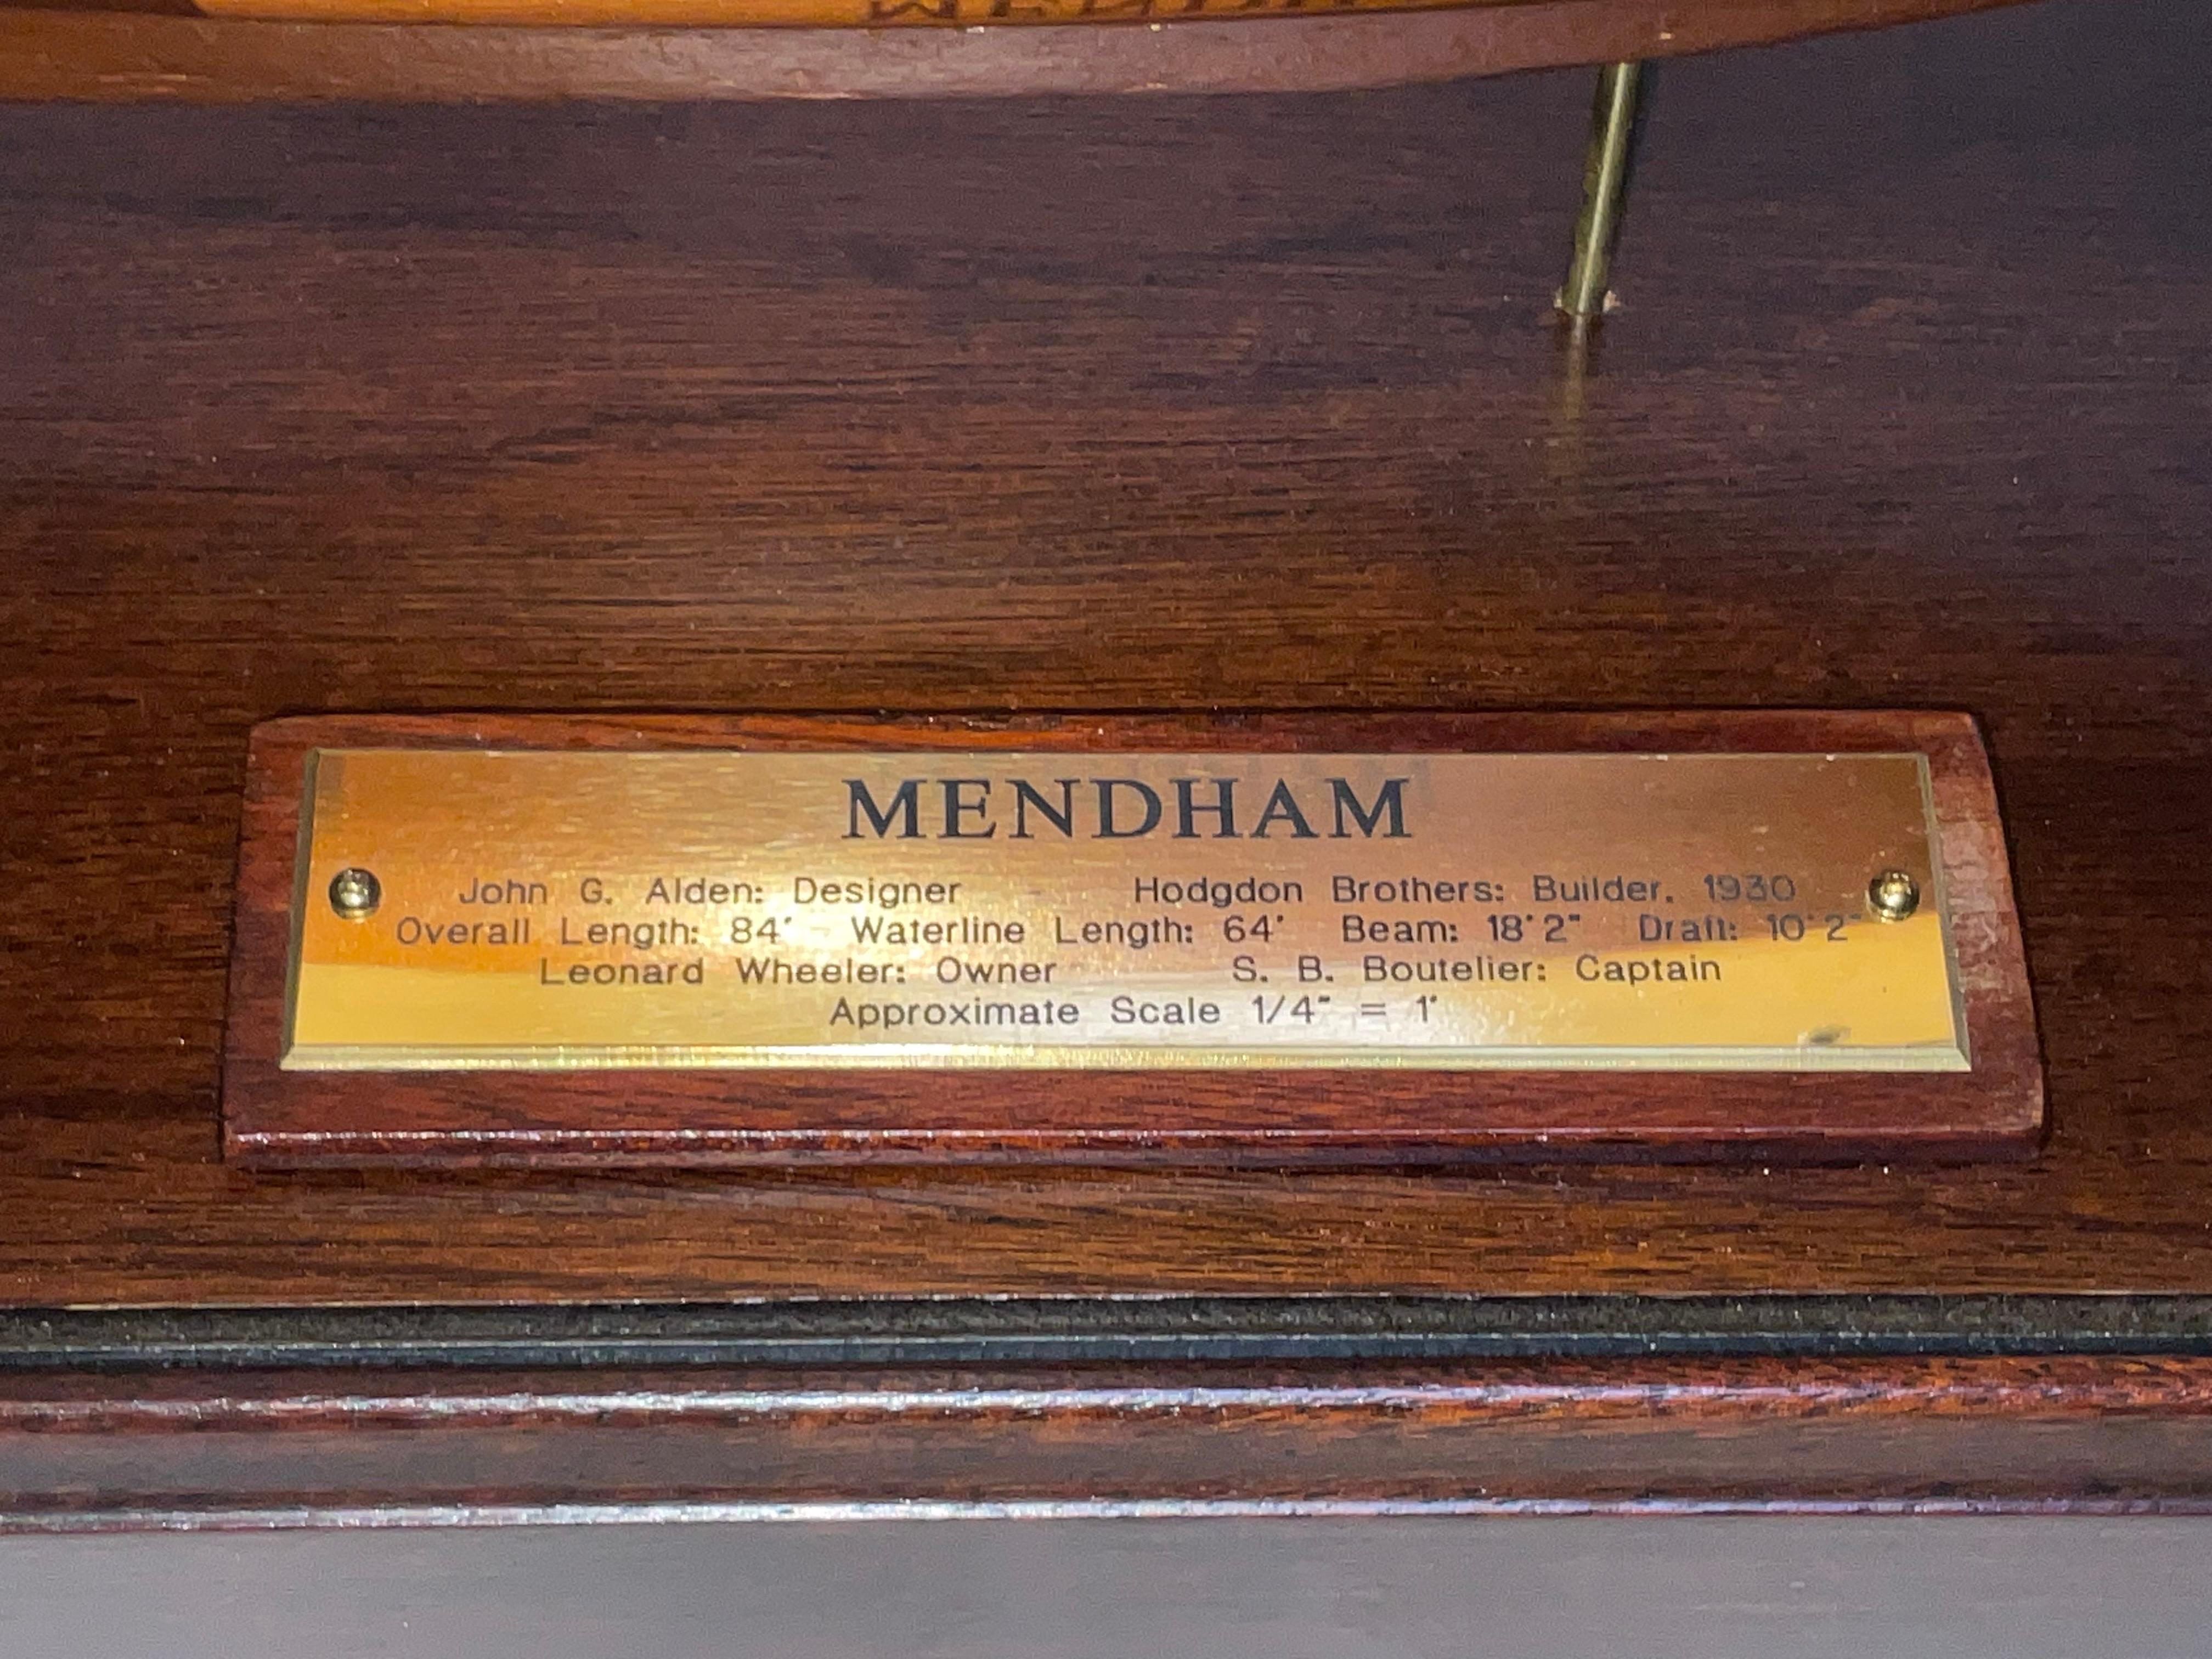 MENDHAM
John G. Alden: Designer - Hodgdon Brothers: Builder, 1930
Overall Length: 84' Waterline Length: 64' Beam: 18'2" Draft: 10'2"
Leonard Wheeler: Owner S. B. Boutelier: Captain
Approximate Scale 1/4" = 1'